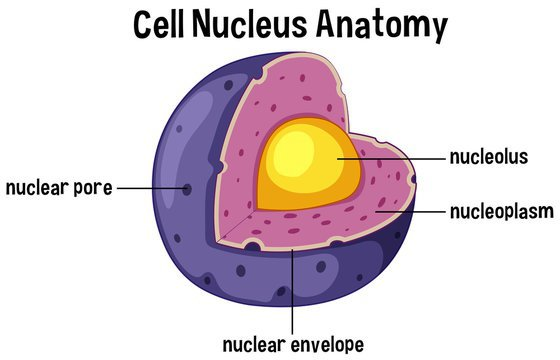 Cell Nucleus Anatomy
nucleolus
nuclear pore
nucleoplasm
nuclear envelope